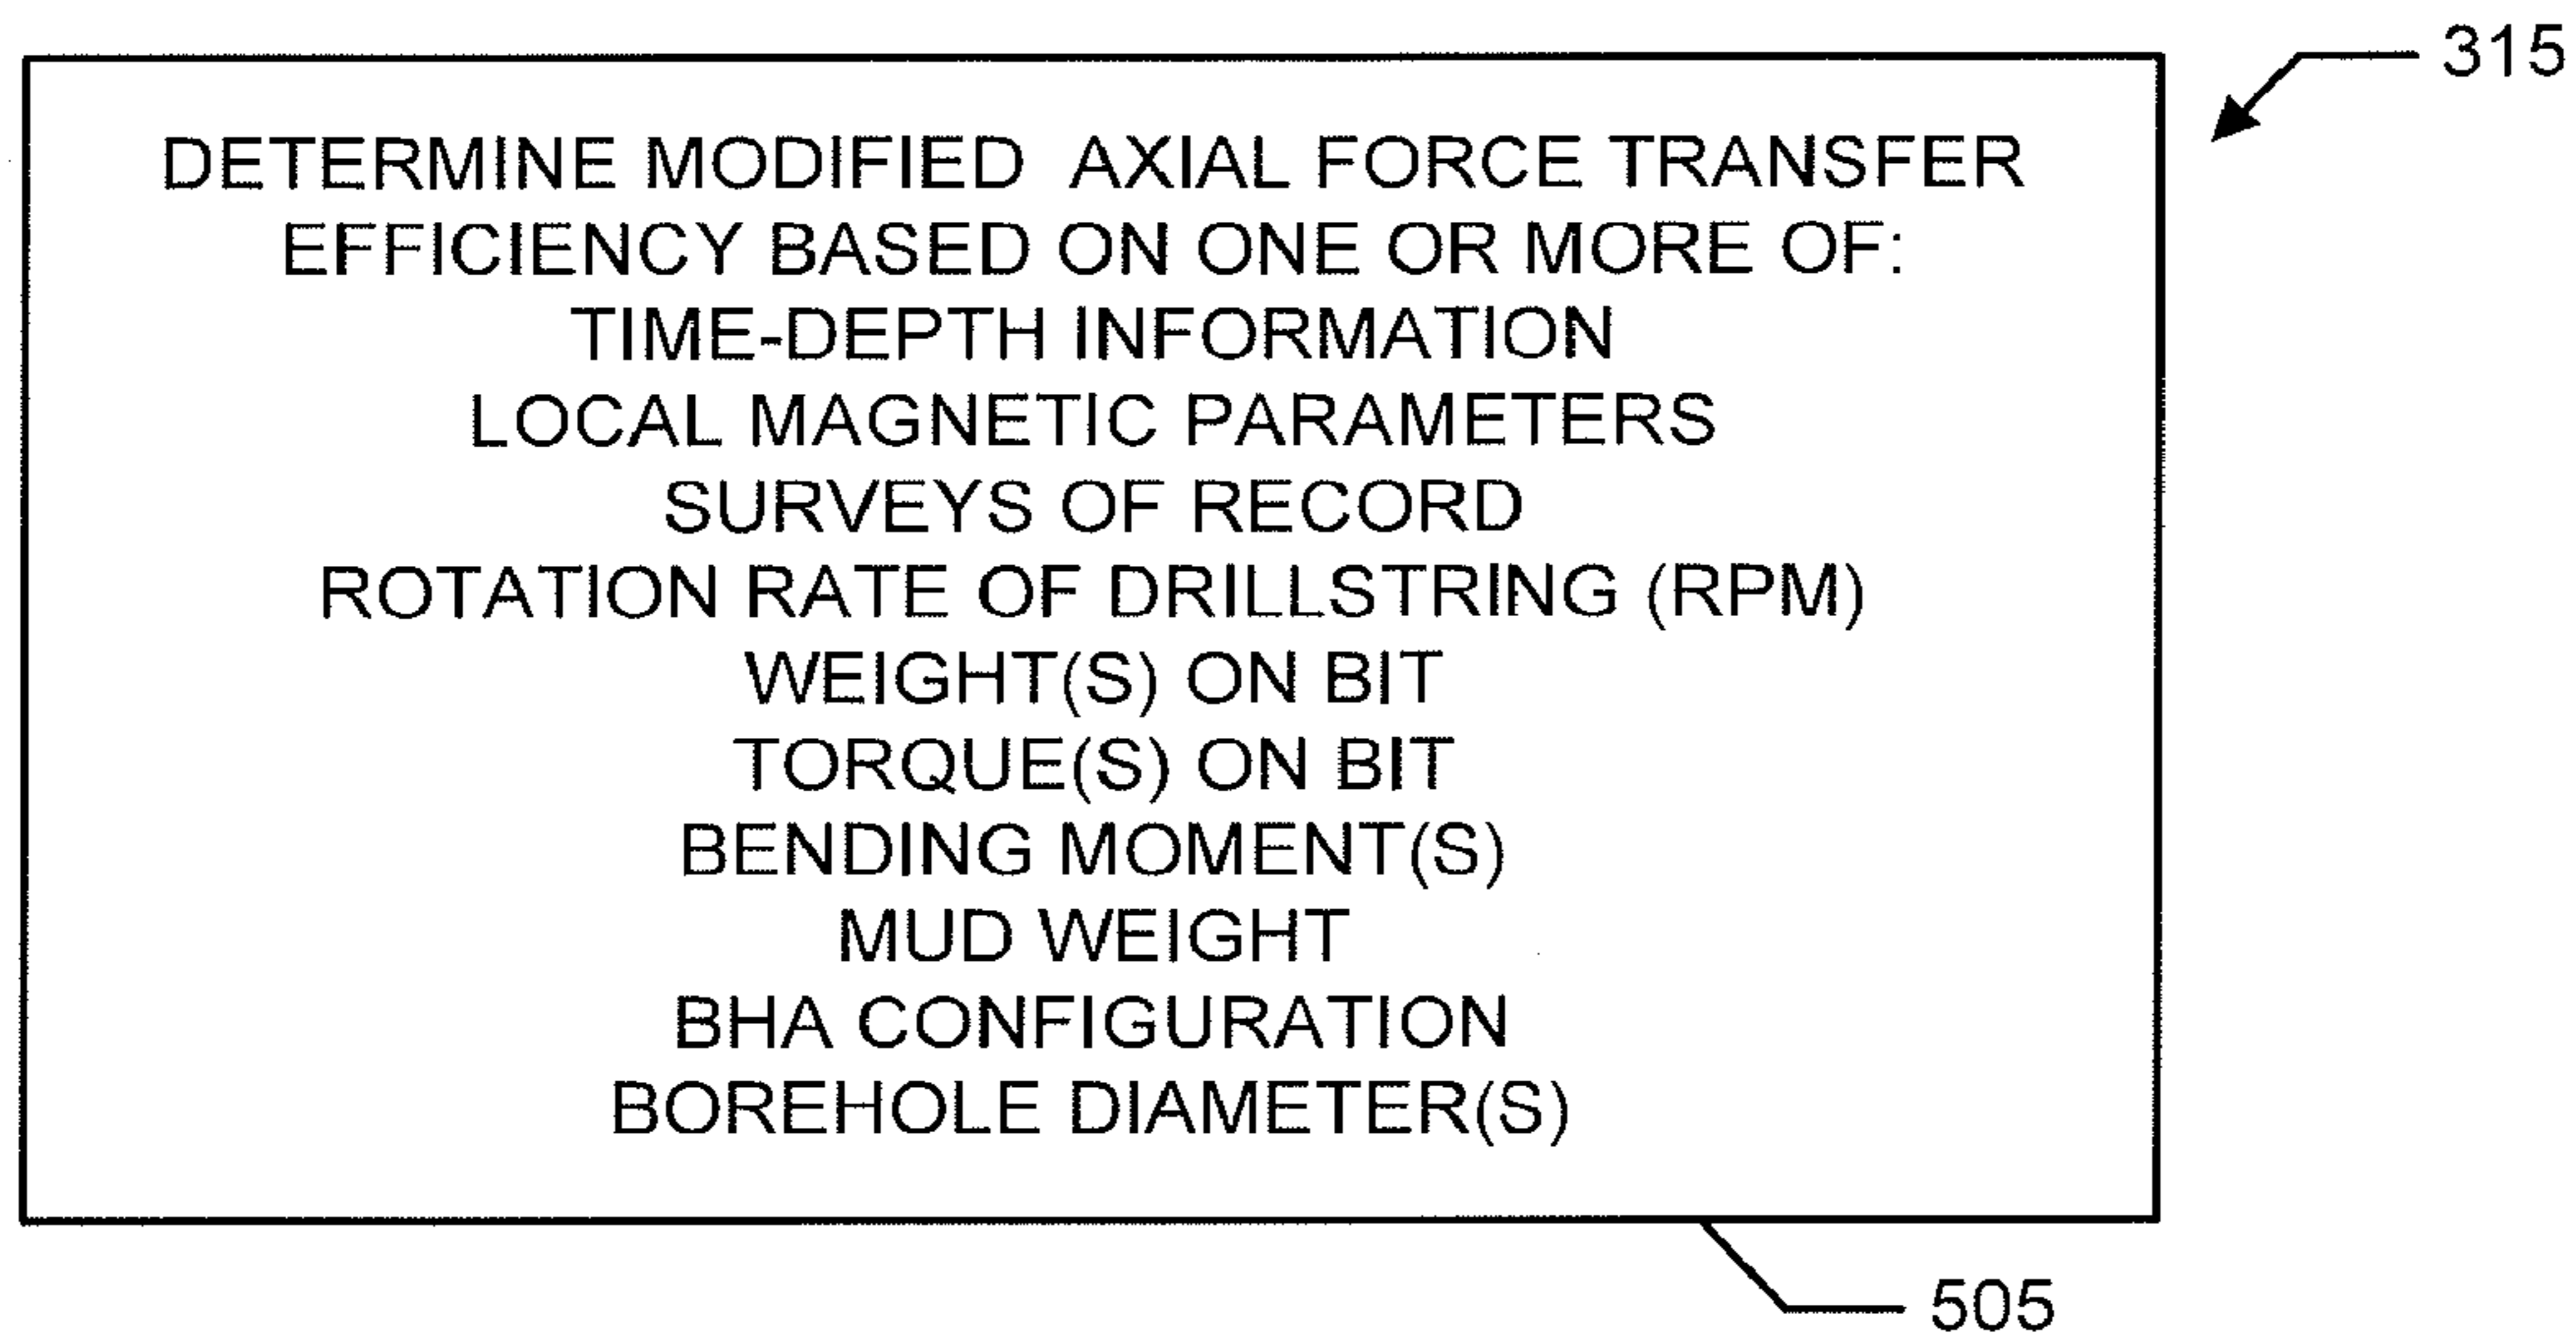 315
DETERMINE MODIFIED AXIAL FORCE TRANSFER
EFFICIENCY BASED ON ONE OR MORE OF:
TIME-DEPTH INFORMATION
LOCAL MAGNETIC PARAMETERS
SURVEYS OF RECORD
ROTATION RATE OF DRILLSTRING (RPM)
WEIGHT(S) ON BIT
TORQUE(S) ON BIT
BENDING MOMENT(S)
MUD WEIGHT
BHA CONFIGURATION
BOREHOLE DIAMETER(S)
505